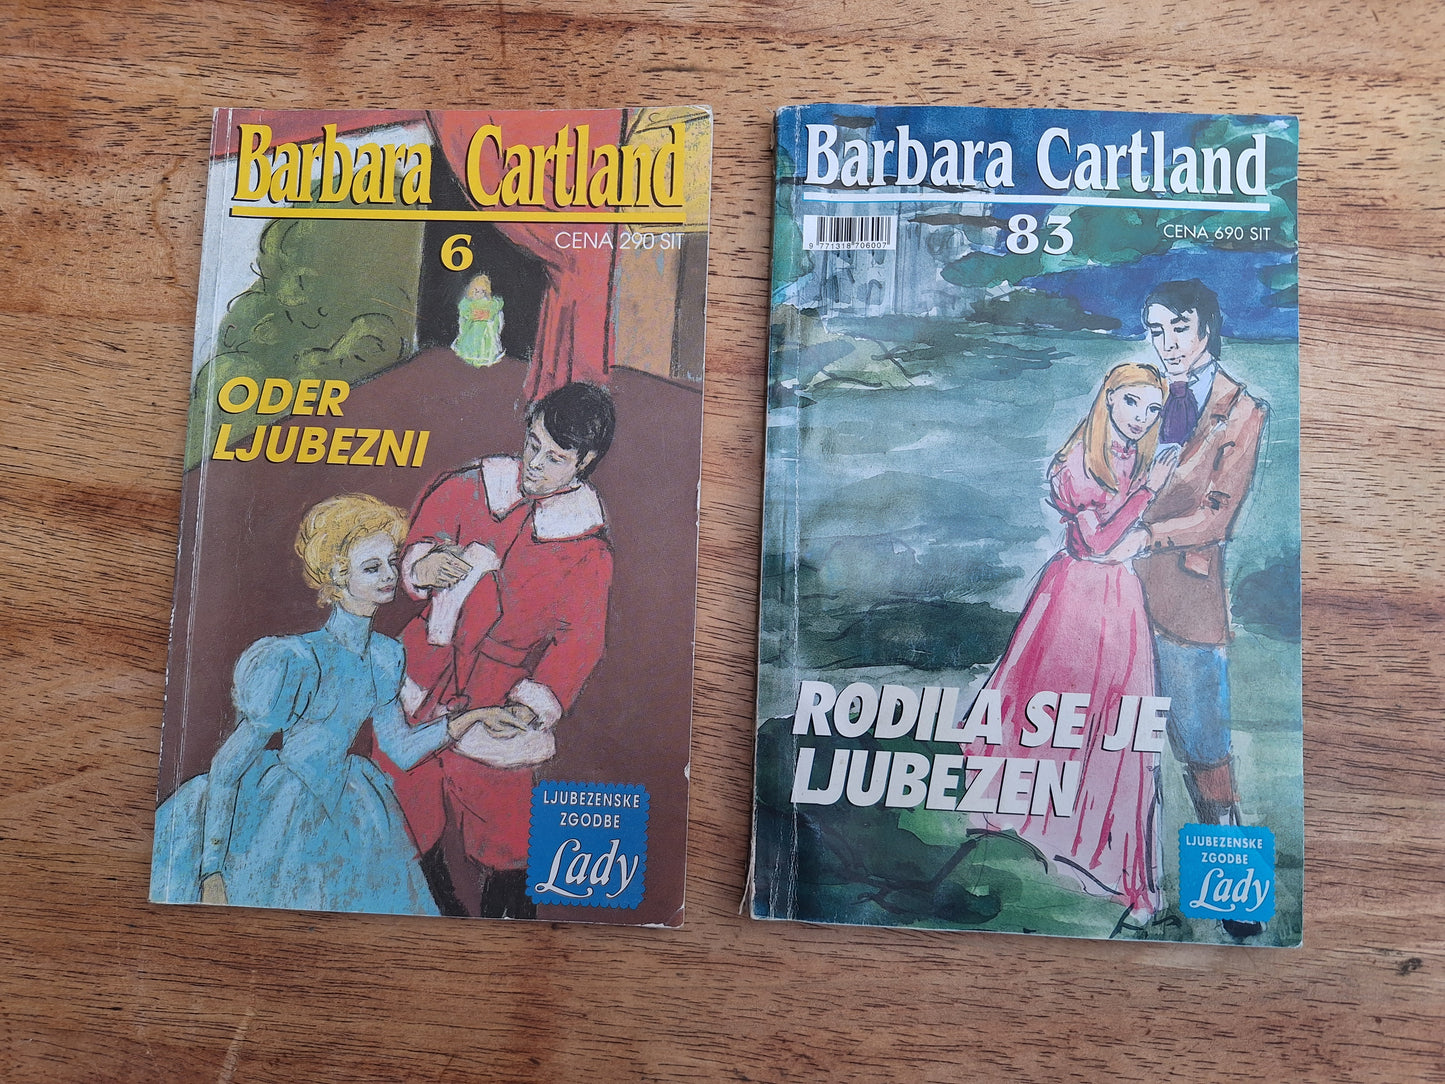 Barbara Cartland
6
CENA 290 SIT
ODER
LJUBEZNI
LJUBEZENSKE
ZGODBE
Lady
Barbara Cartland
9 771318 706007
83
CENA 690 SIT
RODILA SE JE
LJUBEZEN
LJUBEZENSKE
ZGODBE
Lady